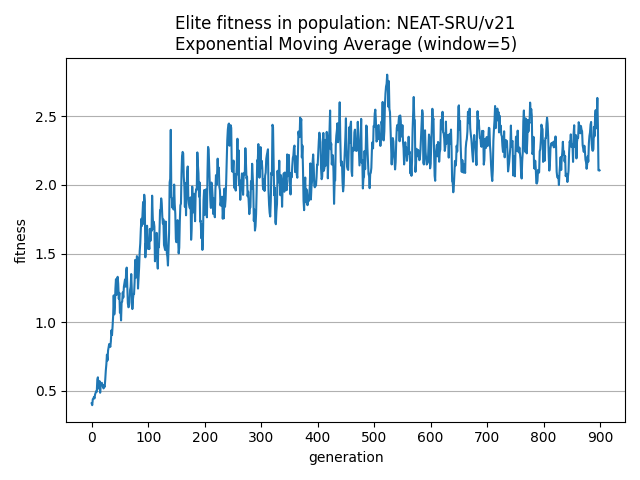 Elite fitness in population: NEAT-SRU/v21
Exponential Moving Average (window=5)
fitness
2.5
2.0
1.5
1.0
0.5
0 100 200 300 400 500 600 700 800 900
generation